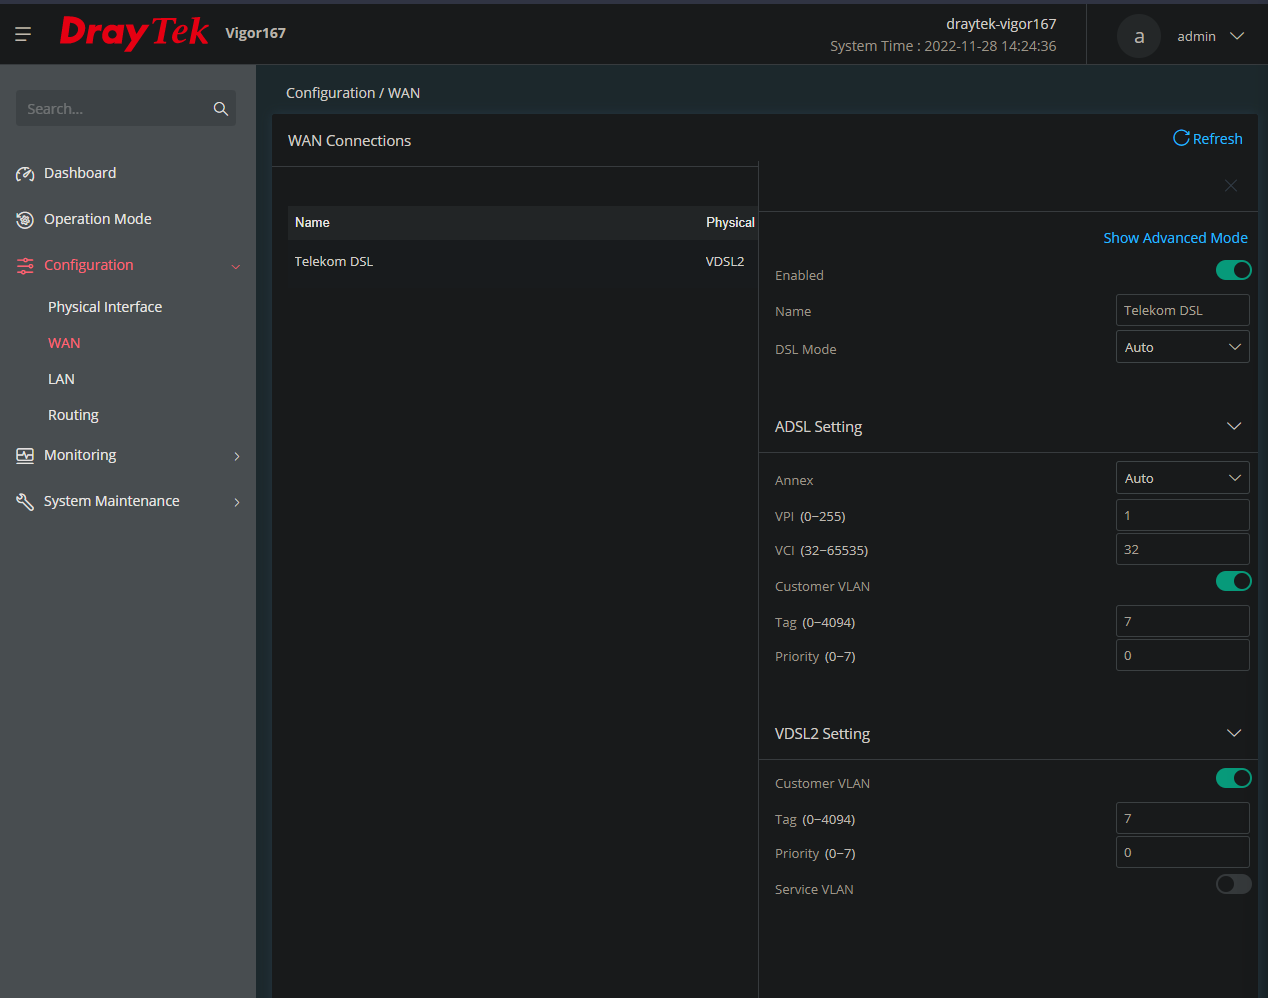 DrayTek Vigor167
draytek-vigor167
System Time : 2022-11-28 14:24:36
a
admin
Search...
Dashboard
Operation Mode
Configuration
Physical Interface
WAN
LAN
Routing
Monitoring
System Maintenance
Configuration / WAN
WAN Connections
Refresh
Name Physical
Telekom DSL VDSL2
Show Advanced Mode
Enabled
Name Telekom DSL
DSL Mode Auto
ADSL Setting
Annex Auto
VPI (0~255) 1
VCI (32~65535) 32
Customer VLAN
Tag (0~4094) 7
Priority (0~7) 0
VDSL2 Setting
Customer VLAN
Tag (0~4094) 7
Priority (0~7) 0
Service VLAN